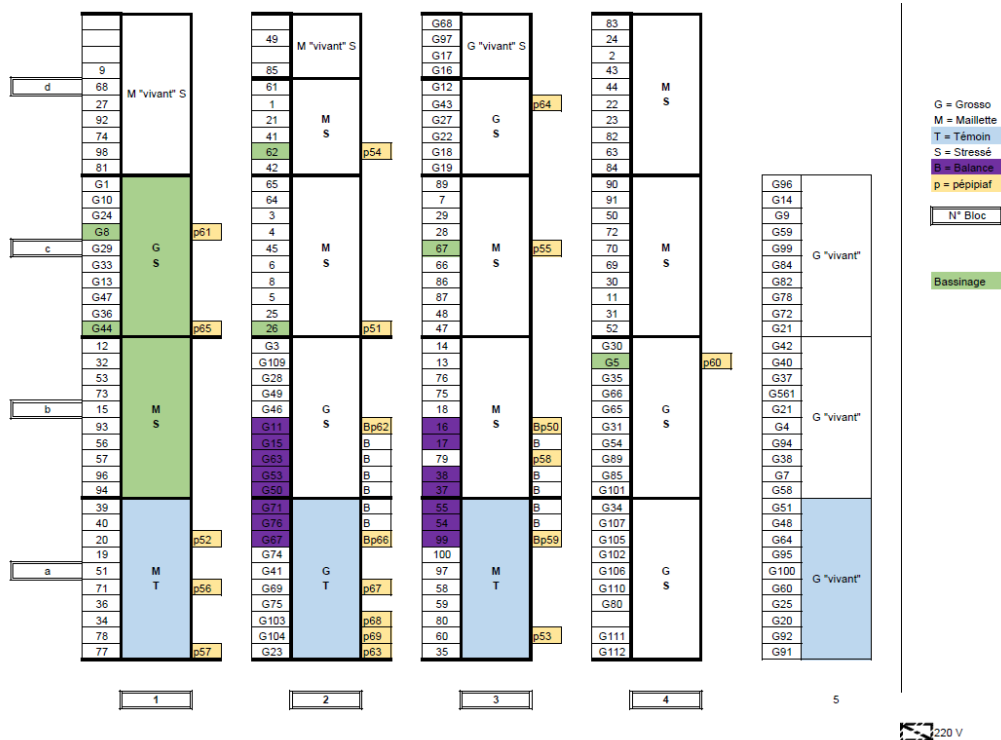 G68 83
49 M "vivant" S G97 G "vivant" S 24
G17 2
9 85 G16 43
d 68 M "vivant" S 61 G12 44 M
27 1 G43 p64 22 S
92 21 M G27 G 23
74 41 S G22 S 82
98 62 p54 G18 63
81 42 G19 84
G1 65 89 90 G96
G10 64 7 91 G14
G24 3 29 50 G9
G8 p61 4 28 72 G59
c G29 G 45 M 67 M p55 70 M G99 G "vivant"
G33 S 6 S 66 S 69 S G84
G13 8 86 30 G82
G47 5 87 11 G78
G36 25 48 31 G72
G44 p65 26 p51 47 52 G21
12 G3 14 G30 G42
32 G109 13 G5 p60 G40
53 G28 76 G35 G37
73 G49 75 G66 G561
b 15 M G46 G 18 M G65 G G21 G "vivant"
93 S G11 S Bp62 16 S Bp50 G31 S G4
56 G15 B 17 B G54 G94
57 G63 B 79 p58 G89 G38
96 G53 B 38 B G85 G7
94 G50 B 37 B G101 G58
39 G71 B 55 B G34 G51
40 G76 B 54 B G107 G48
20 p52 G67 Bp66 99 Bp59 G105 G64
19 G74 100 G102 G95
a 51 M G41 G 97 M G106 G G100 G "vivant"
71 T p56 G69 T p67 58 T G110 S G60
36 G75 59 G80 G25
34 G103 p68 80 G20
78 G104 p69 60 p53 G111 G92
77 p57 G23 p63 35 G112 G91
1 2 3 4 5
G = Grosso
M = Maillette
T = Témoin
S = Stressé
B = Balance
p = pépipiaf
N° Bloc
Bassinage
220 V